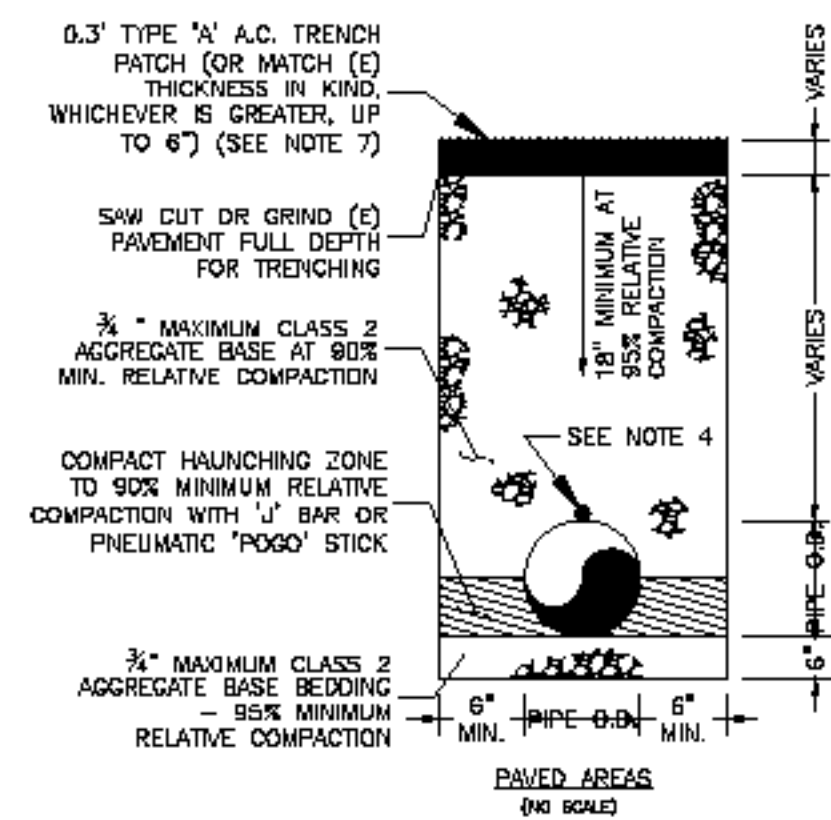 0.3' TYPE 'A' A.C. TRENCH
PATCH (OR MATCH (E)
THICKNESS IN KIND,
WHICHEVER IS GREATER, UP
TO 6") (SEE NOTE 7)
SAW CUT OR GRIND (E)
PAVEMENT FULL DEPTH
FOR TRENCHING
¾ " MAXIMUM CLASS 2
AGGREGATE BASE AT 90%
MIN. RELATIVE COMPACTION
COMPACT HAUNCHING ZONE
TO 90% MINIMUM RELATIVE
COMPACTION WITH 'J' BAR OR
PNEUMATIC 'POGO' STICK
¾" MAXIMUM CLASS 2
AGGREGATE BASE BEDDING
- 95% MINIMUM
RELATIVE COMPACTION
18" MINIMUM AT
95% RELATIVE
COMPACTION
SEE NOTE 4
VARIES
VARIES
PIPE O.D.
6"
6"
MIN.
PIPE O.D.
6"
MIN.
PAVED AREAS
(NO SCALE)